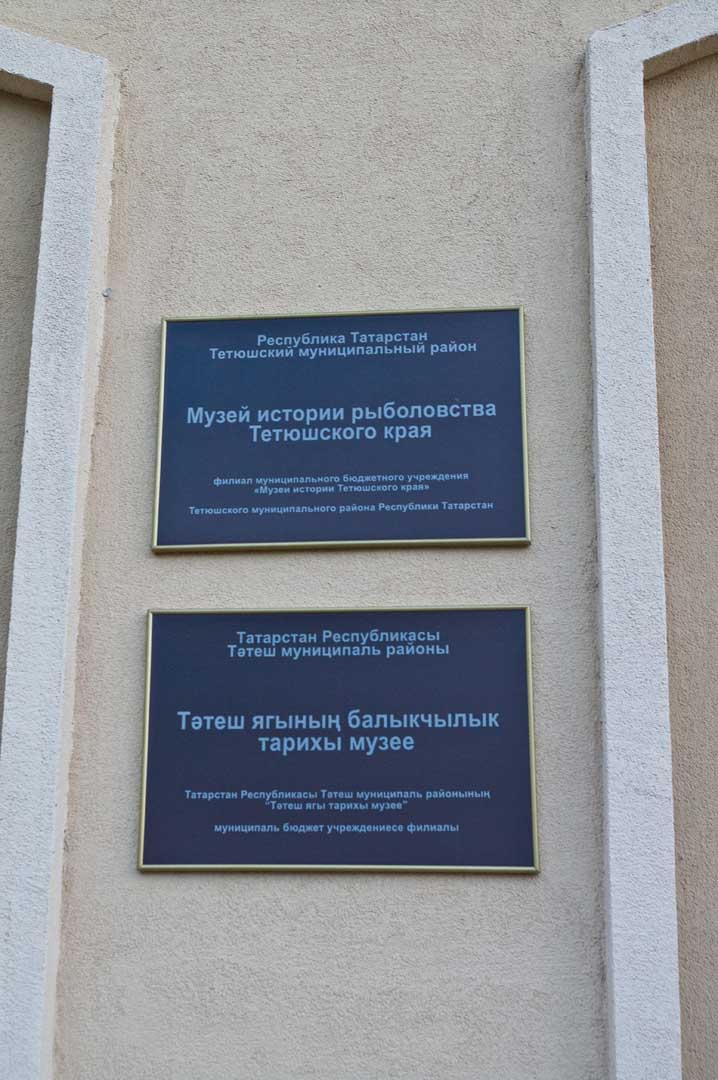 Республика Татарстан
Тетюшский муниципальный район
Музей истории рыболовства
Тетюшского края
филиал муниципального бюджетного учреждения
«Музеи истории Тетюшского края»
Тетюшского муниципального района Республики Татарстан
Татарстан Республикасы
Тәтеш муниципаль районы
Тәтеш ягының балыкчылык
тарихы музее
Татарстан Республикасы Тәтеш муниципаль районының
"Тәтеш ягы тарихы музее"
муниципаль бюджет учреждениесе филиалы